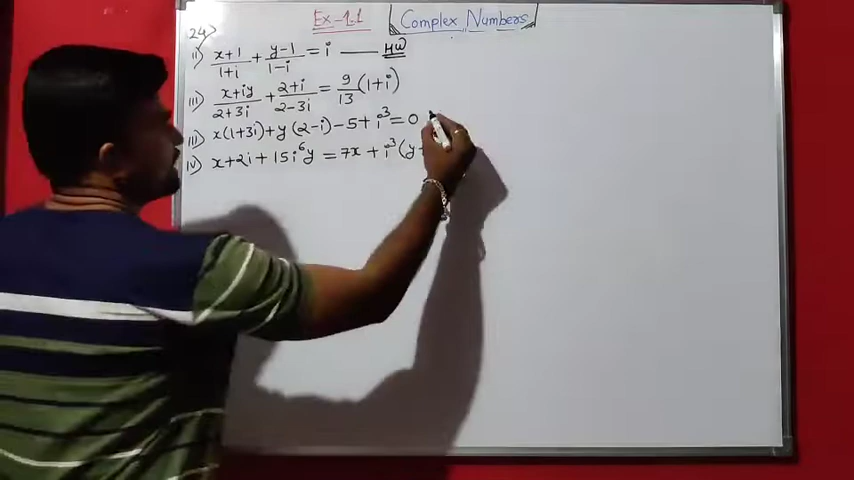 Ex-1.1 Complex Numbers
24)
ii) x+1/1+i + y-1/1-i = i —— HW
iii) x+iy/2+3i + 2+i/2-3i = 9/13 (1+i)
iii) x(1+3i)+y(2-i)-5+i³=0
iv) x+2i+15i⁶y = 7x+i³(y+